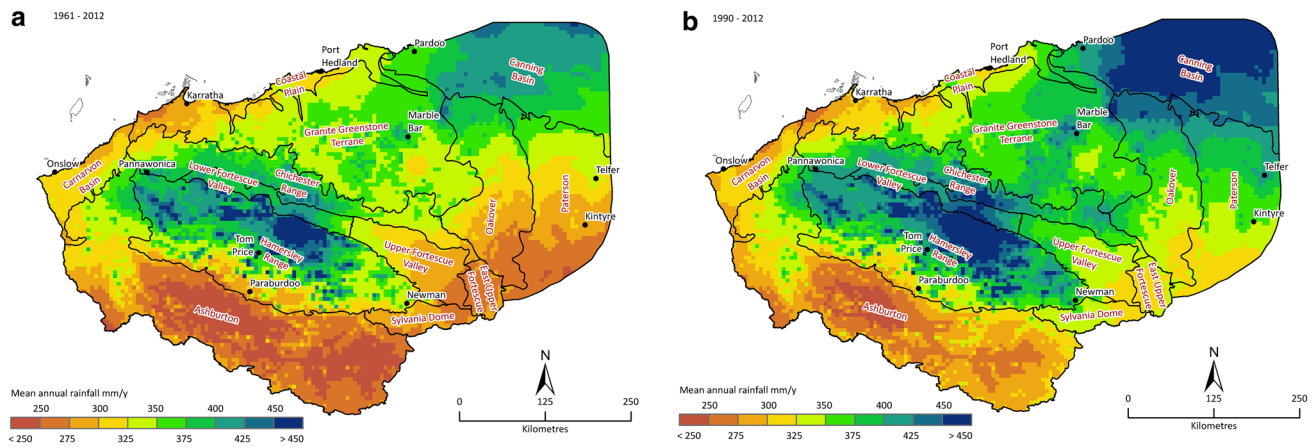 a
1961 - 2012
Pardoo
Port
Hedland
Canning
Basin
Coastal
Plain
Karratha
Marble
Bar
Granite Greenstone
Terrane
Onslow
Carnarvon
Basin
Pannawonica
Lower Fortescue
Valley
Chichester
Range
Telfer
Paterson
Oakover
Kintyre
Tom
Price
Hamersley
Range
Upper Fortescue
Valley
East Upper
Fortescue
Paraburdoo
Newman
Ashburton
Sylvania Dome
N
Mean annual rainfall mm/y
250 300 350 400 450
< 250 275 325 375 425 > 450
0 125 250
Kilometres
b
1990 - 2012
Pardoo
Port
Hedland
Canning
Basin
Coastal
Plain
Karratha
Marble
Bar
Granite Greenstone
Terrane
Onslow
Carnarvon
Basin
Pannawonica
Lower Fortescue
Valley
Chichester
Range
Telfer
Paterson
Oakover
Kintyre
Tom
Price
Hamersley
Range
Upper Fortescue
Valley
East Upper
Fortescue
Paraburdoo
Newman
Ashburton
Sylvania Dome
N
Mean annual rainfall mm/y
250 300 350 400 450
< 250 275 325 375 425 > 450
0 125 250
Kilometres